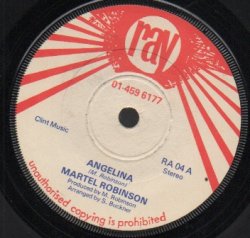 ray
01-459 6177
Clint Music
RA 04 A
Stereo
ANGELINA
(M. Robinson)
MARTEL ROBINSON
Produced by M. Robinson
Arranged by S. Buckner
unauthorised copying is prohibited